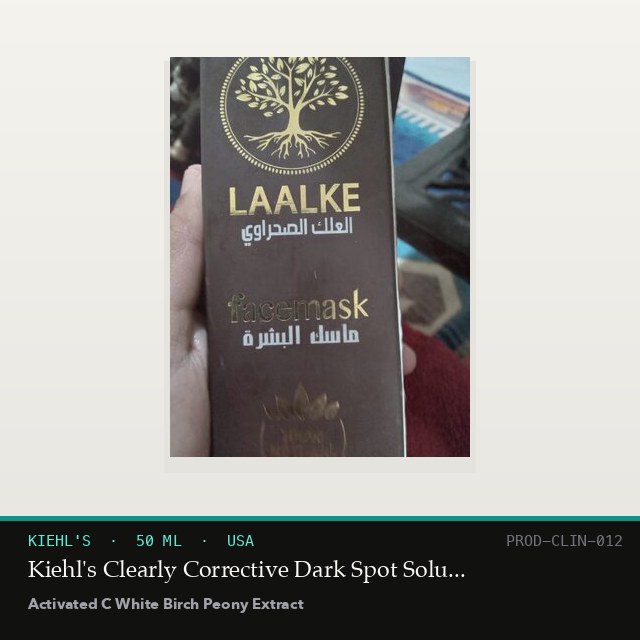 LAALKE
العلك الصحراوي
facemask
ماسك البشرة
KIEHL'S · 50 ML · USA
PROD–CLIN–012
Kiehl's Clearly Corrective Dark Spot Solu...
Activated C White Birch Peony Extract